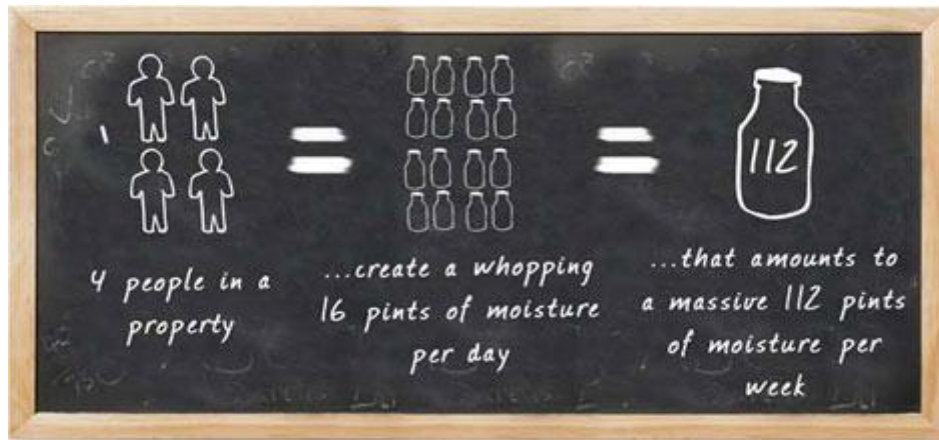 4 people in a
property
...create a whopping
16 pints of moisture
per day
112
...that amounts to
a massive 112 pints
of moisture per
week